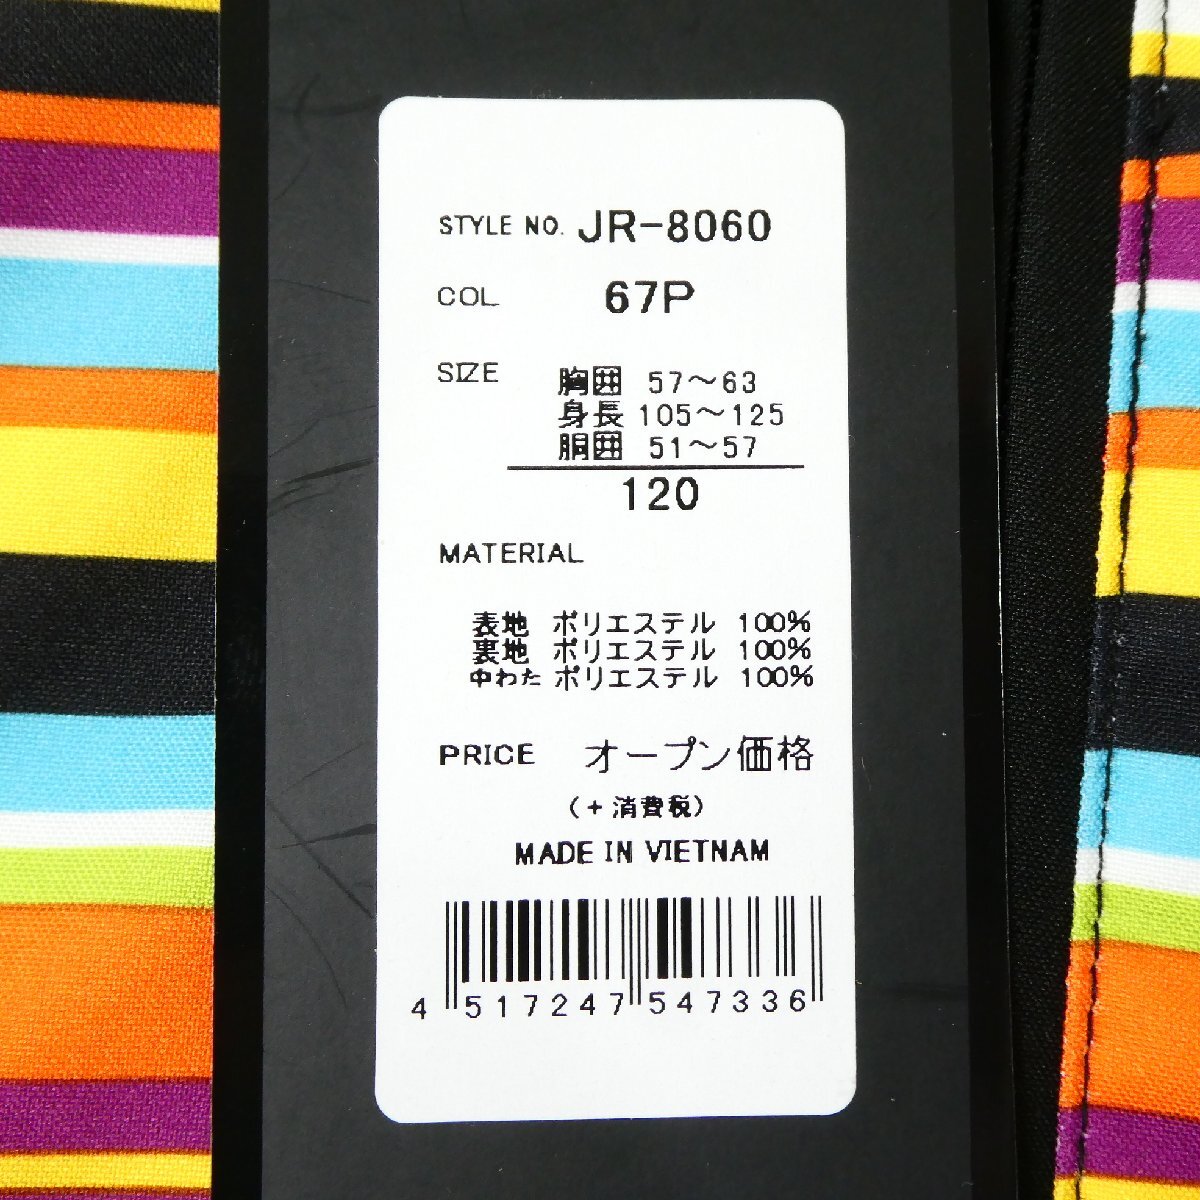 STYLE NO. JR-8060
COL 67P
SIZE 胸囲 57～63
身長 105～125
胴囲 51～57
120
MATERIAL
表地 ポリエステル 100%
裏地 ポリエステル 100%
中わた ポリエステル 100%
PRICE オープン価格
(+消費税)
MADE IN VIETNAM
4 517247 547336